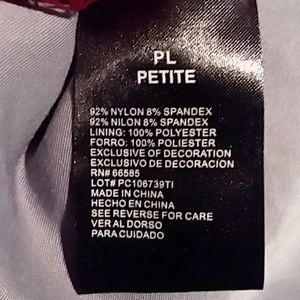 PL
PETITE
92% NYLON 8% SPANDEX
92% NILON 8% SPANDEX
LINING: 100% POLYESTER
FORRO: 100% POLIESTER
EXCLUSIVE OF DECORATION
EXCLUSIVO DE DECORACION
RN# 66585
LOT# PC106739TI
MADE IN CHINA
HECHO EN CHINA
SEE REVERSE FOR CARE
VER AL DORSO
PARA CUIDADO